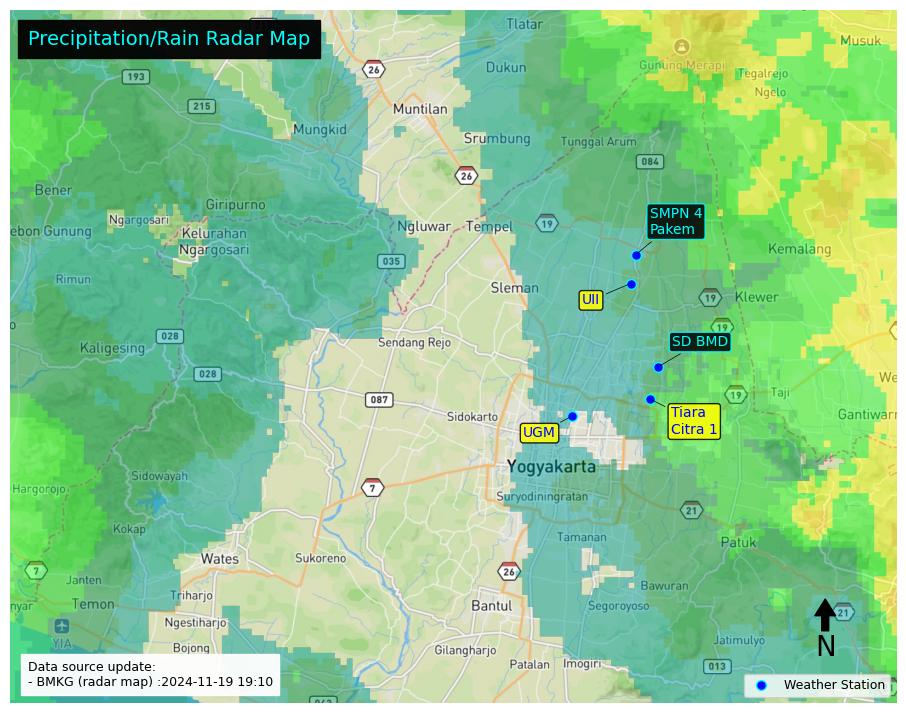 Precipitation/Rain Radar Map
Tlatar
Musuk
26
Gunung Merapi
Dukun
Tegalrejo
193
Ngelo
215
Muntilan
Mungkid
Srumbung
Tunggal Arum
084
26
Bener
Giripurno
SMPN 4
Pakem
Ngargosari
Ngluwar
Tempel
19
ebon Gunung
Kelurahan
Ngargosari
Kemalang
035
Rimun
Sleman
UII
19
Klewer
19
028
Kaligesing
Sendang Rejo
SD BMD
028
087
Sidokarto
19
Taji
Tiara
Citra 1
Gantiwarn
UGM
Yogyakarta
Sidowayah
7
Hargorojo
Suryodiningratan
21
Kokap
Tamanan
Patuk
Wates
Sukoreno
7
26
Janten
Bawuran
nyar
Temon
Triharjo
Bantul
Segoroyoso
21
YIA
Ngestiharjo
Bojong
Jatimulyo
N
Gilangharjo
Patalan
Imogiri
013
Data source update:
- BMKG (radar map) :2024-11-19 19:10
Weather Station